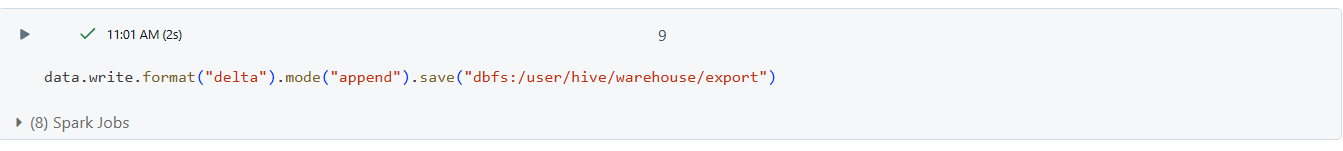 11:01 AM (2s) 9
data.write.format("delta").mode("append").save("dbfs:/user/hive/warehouse/export")
(8) Spark Jobs